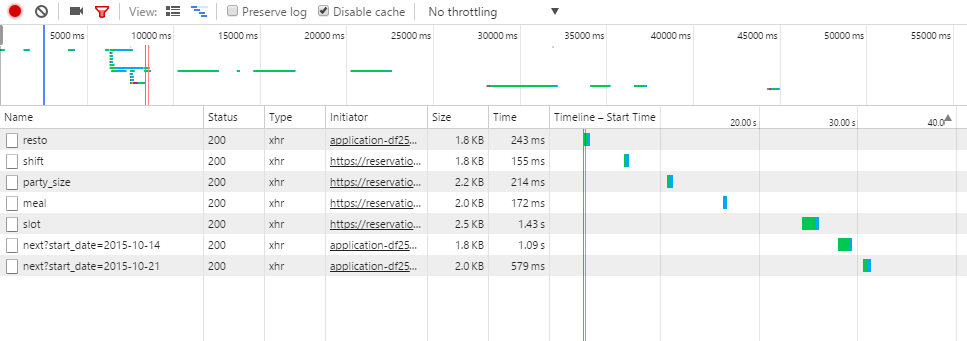 View: Preserve log Disable cache No throttling
5000 ms 10000 ms 15000 ms 20000 ms 25000 ms 30000 ms 35000 ms 40000 ms 45000 ms 50000 ms 55000 ms
Name Status Type Initiator Size Time Timeline – Start Time 20.00 s 30.00 s 40.0
resto 200 xhr application-df25... 1.8 KB 243 ms
shift 200 xhr https://reservatio... 1.8 KB 155 ms
party_size 200 xhr https://reservatio... 2.2 KB 214 ms
meal 200 xhr https://reservatio... 2.0 KB 172 ms
slot 200 xhr https://reservatio... 2.5 KB 1.43 s
next?start_date=2015-10-14 200 xhr application-df25... 1.8 KB 1.09 s
next?start_date=2015-10-21 200 xhr application-df25... 2.0 KB 579 ms